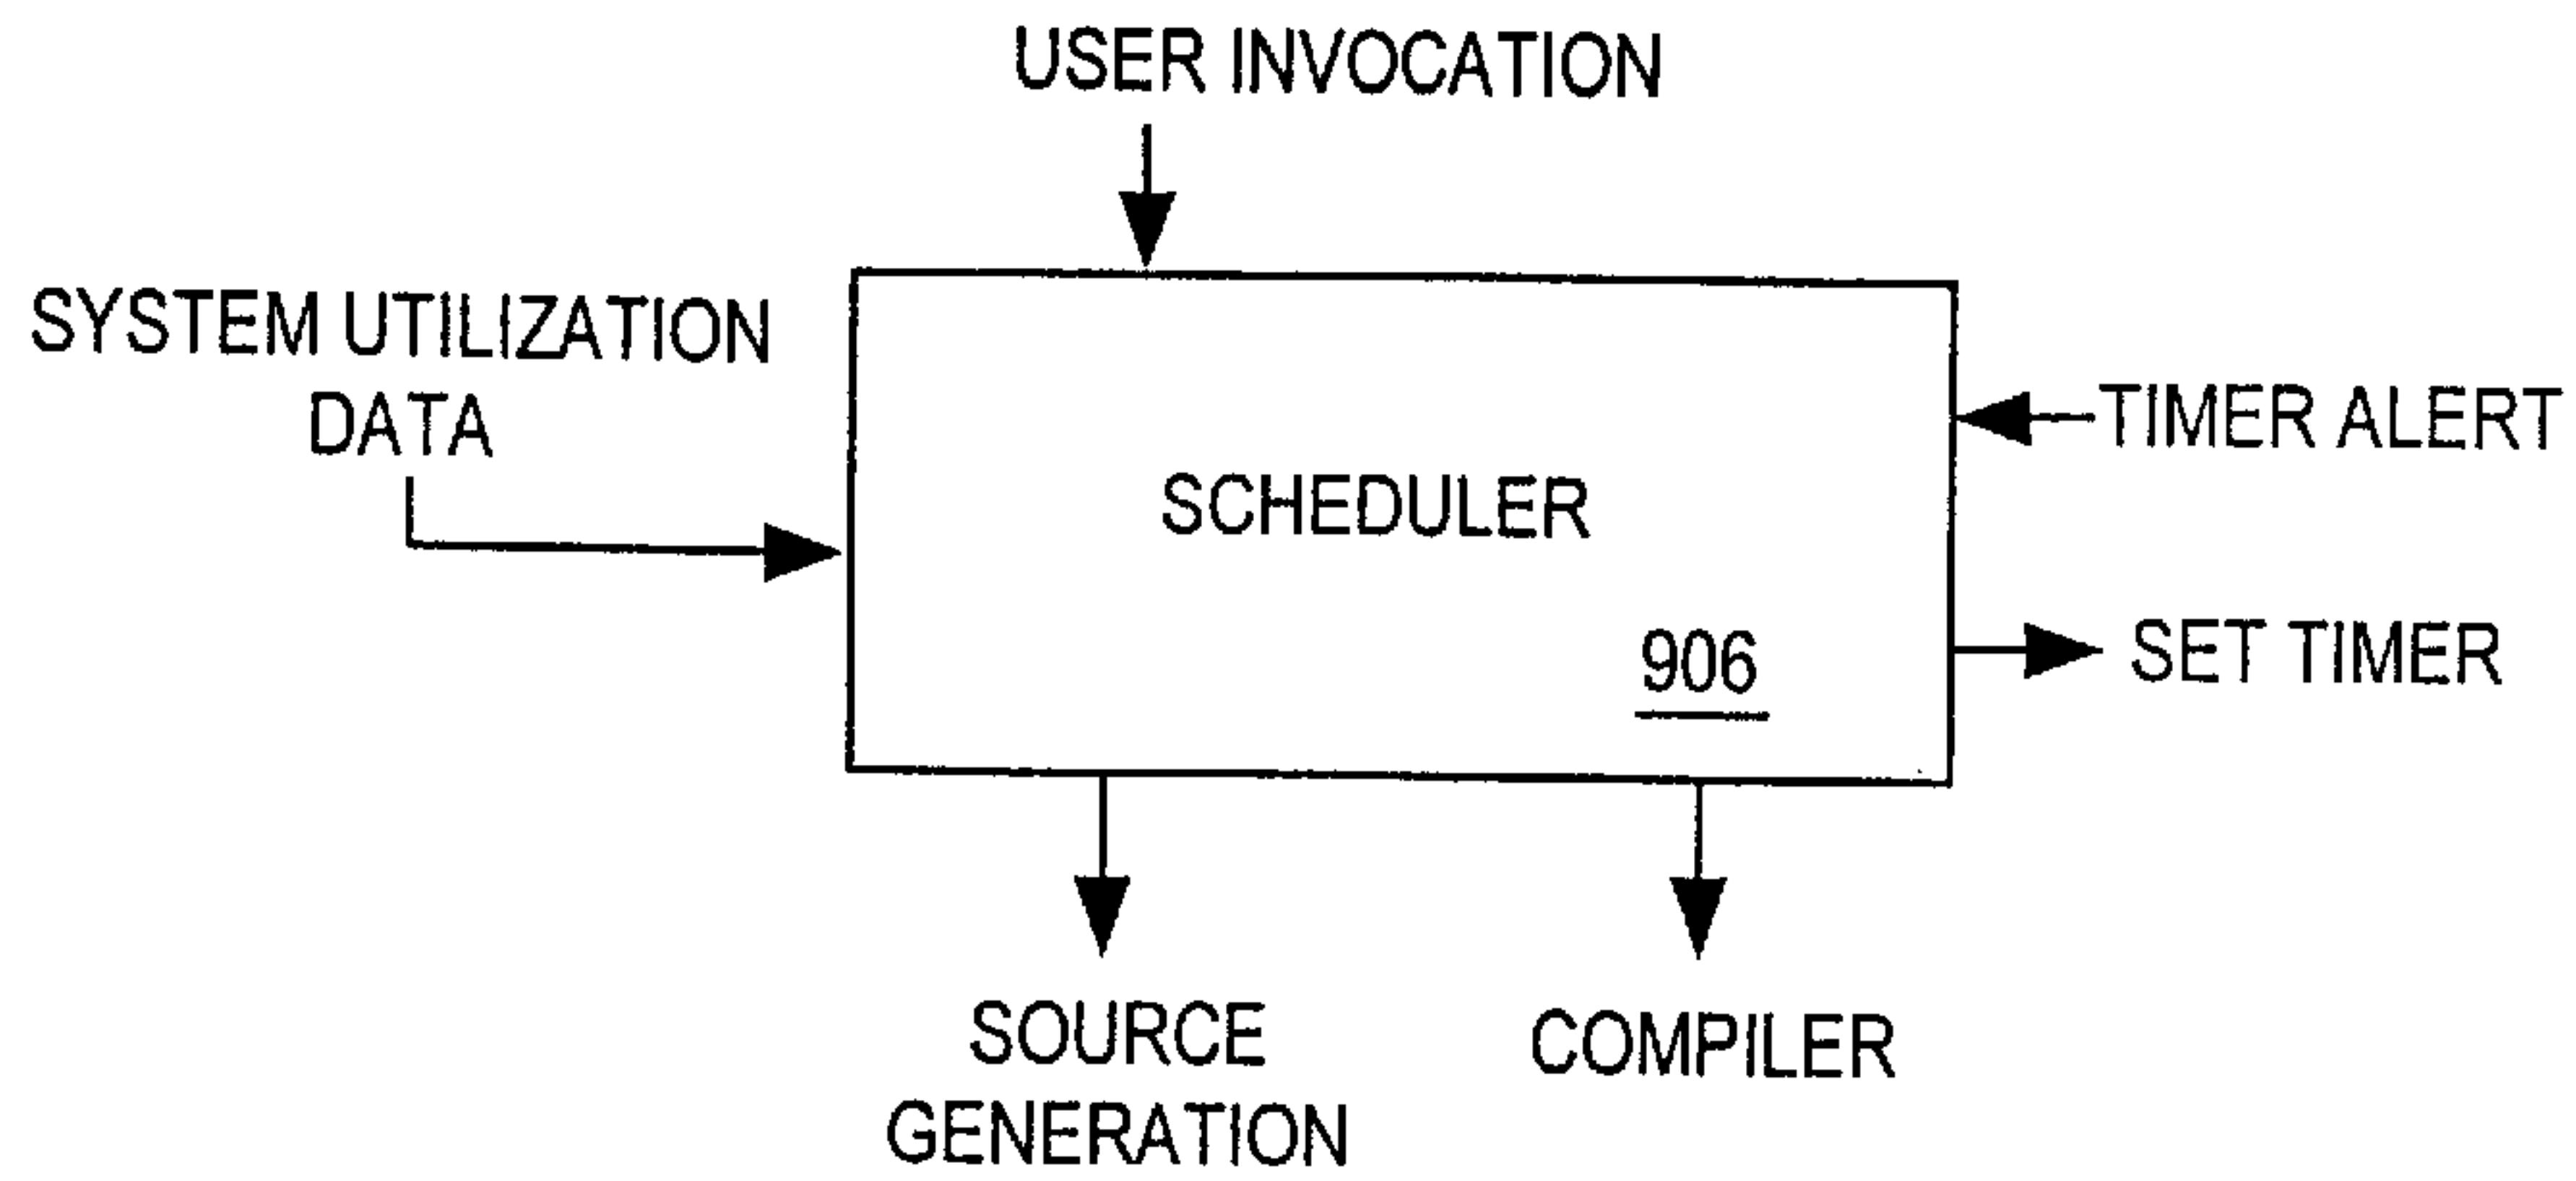 USER INVOCATION
SYSTEM UTILIZATION
DATA
TIMER ALERT
SCHEDULER
SET TIMER
906
SOURCE
GENERATION
COMPILER